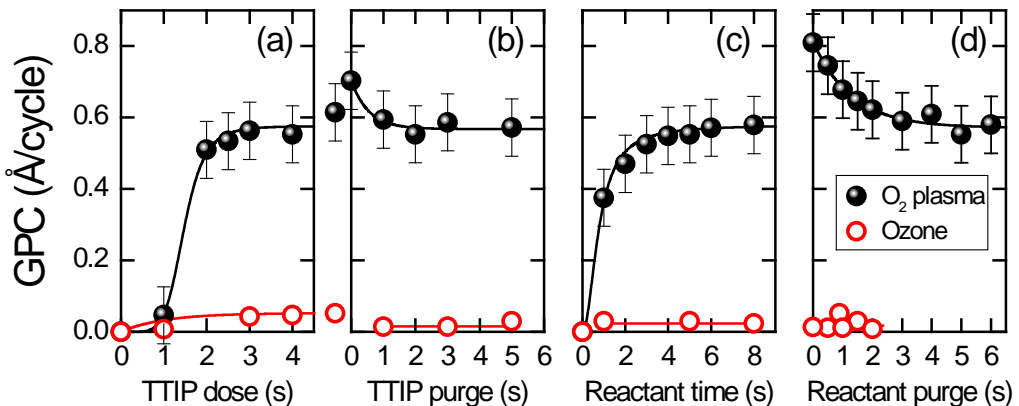 (a) (b) (c) (d)
GPC (Å/cycle)
0.8
0.6
0.4
0.2
0.0
O₂ plasma
Ozone
0 1 2 3 4 0 1 2 3 4 5 6 0 2 4 6 8 0 1 2 3 4 5 6
TTIP dose (s) TTIP purge (s) Reactant time (s) Reactant purge (s)